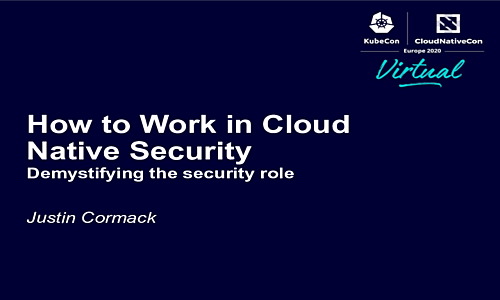 KubeCon CloudNativeCon
Europe 2020
Virtual
How to Work in Cloud
Native Security
Demystifying the security role
Justin Cormack